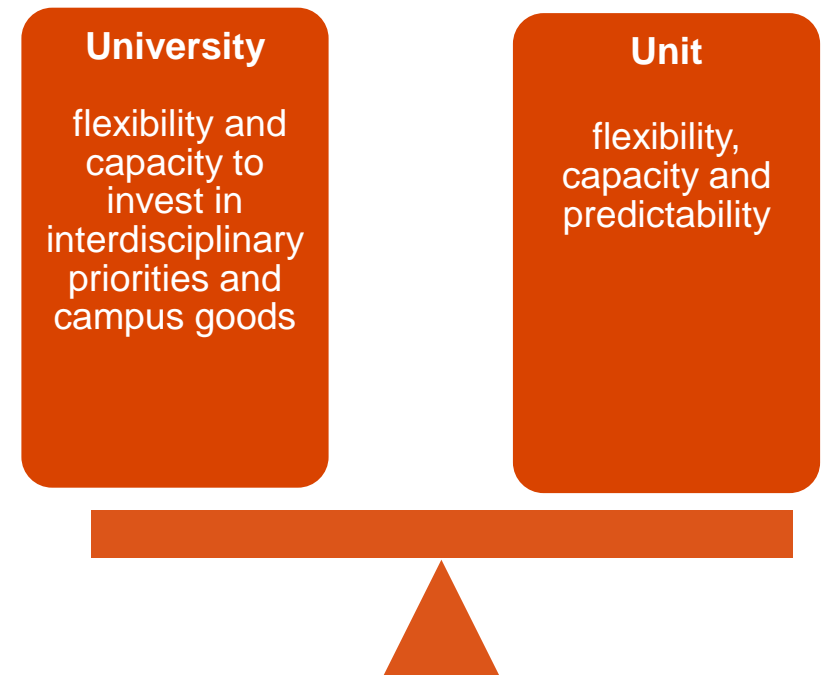 University
flexibility and
capacity to
invest in
interdisciplinary
priorities and
campus goods
Unit
flexibility,
capacity and
predictability